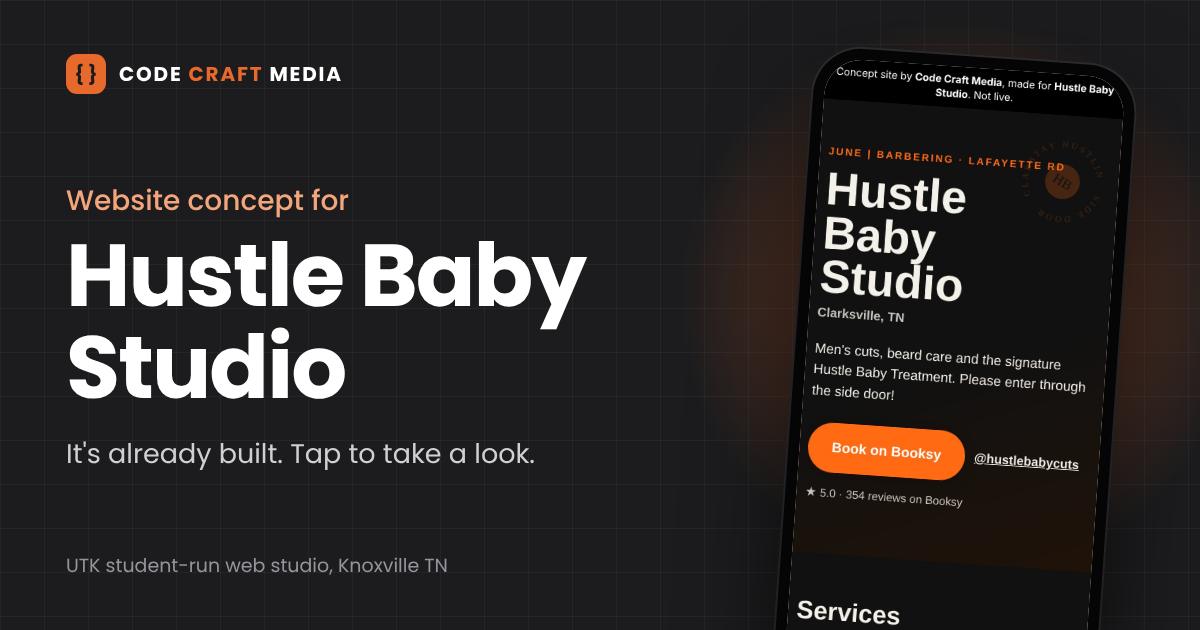 { } CODE CRAFT MEDIA
Website concept for
Hustle Baby
Studio
It's already built. Tap to take a look.
UTK student-run web studio, Knoxville TN
Concept site by Code Craft Media, made for Hustle Baby
Studio. Not live.
JUNE | BARBERING · LAFAYETTE RD
HB
Hustle
Baby
Studio
Clarksville, TN
Men's cuts, beard care and the signature
Hustle Baby Treatment. Please enter through
the side door!
Book on Booksy
@hustlebabycuts
★ 5.0 · 354 reviews on Booksy
Services